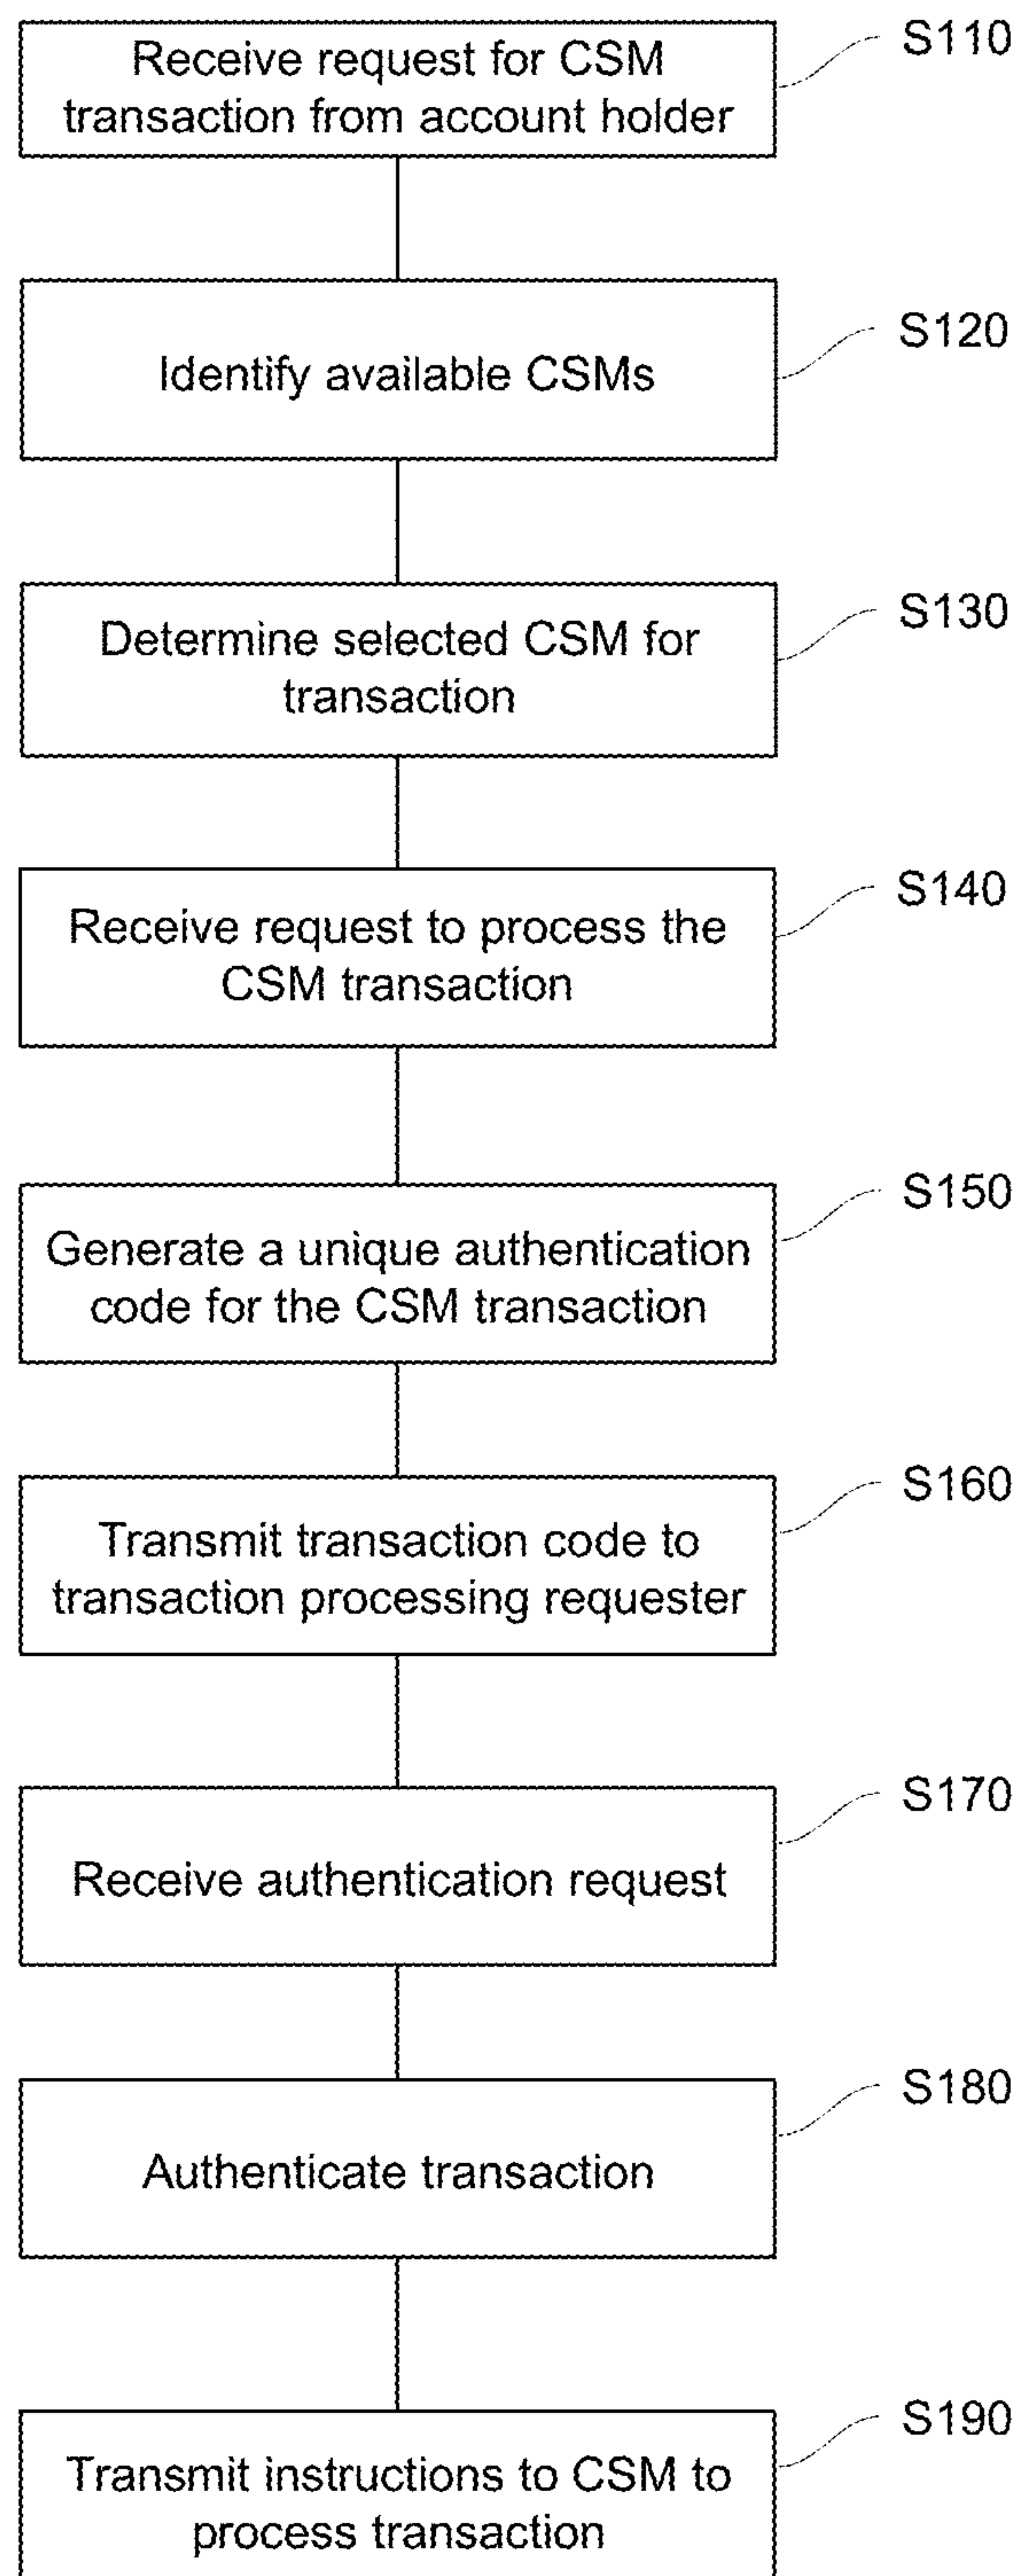 Receive request for CSM
transaction from account holder
S110
Identify available CSMs
S120
Determine selected CSM for
transaction
S130
Receive request to process the
CSM transaction
S140
Generate a unique authentication
code for the CSM transaction
S150
Transmit transaction code to
transaction processing requester
S160
Receive authentication request
S170
Authenticate transaction
S180
Transmit instructions to CSM to
process transaction
S190